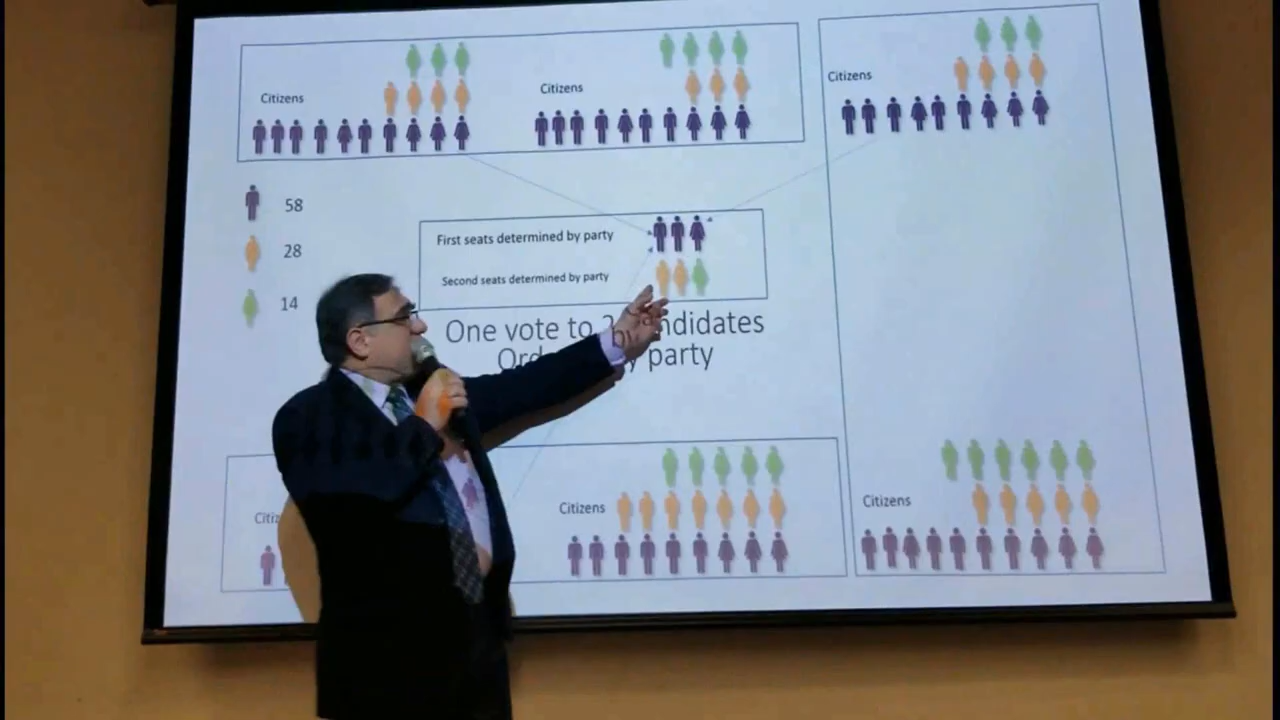 Citizens
Citizens
Citizens
58
28
14
First seats determined by party
Second seats determined by party
One vote to
party
Citizens
Citizens